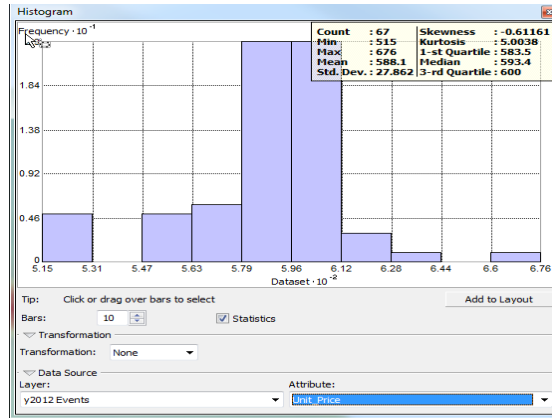 Histogram
Frequency · 10 -1
Count : 67 Skewness : -0.61161
Min : 515 Kurtosis : 5.0038
Max : 676 1-st Quartile : 583.5
Mean : 588.1 Median : 593.4
Std. Dev. : 27.862 3-rd Quartile : 600
1.84
1.38
0.92
0.46
0
5.15 5.31 5.47 5.63 5.79 5.96 6.12 6.28 6.44 6.6 6.76
Dataset · 10 -2
Tip: Click or drag over bars to select Add to Layout
Bars: 10 Statistics
Transformation
Transformation: None
Data Source
Layer: Attribute:
y2012 Events Unit_Price